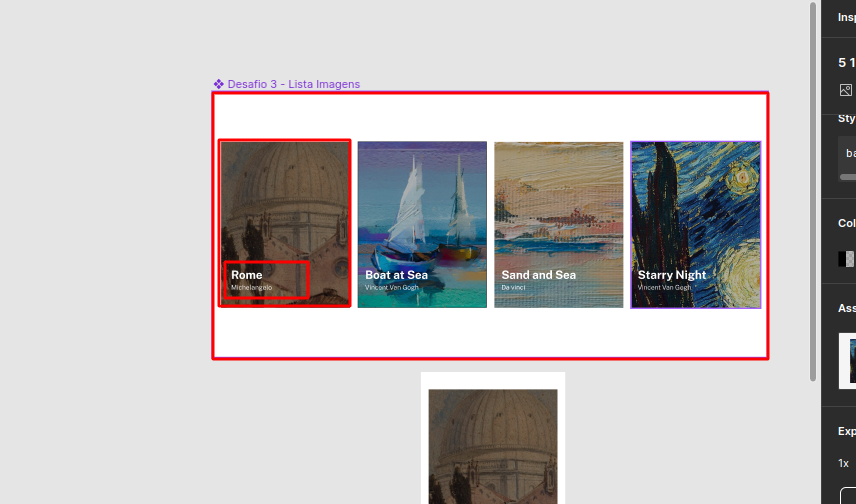 Insp
Desafio 3 - Lista Imagens
5 1
Sty
ba
Col
Rome
Michelangelo
Boat at Sea
Vincent Van Gogh
Sand and Sea
Da vinci
Starry Night
Vincent Van Gogh
Ass
Exp
1x